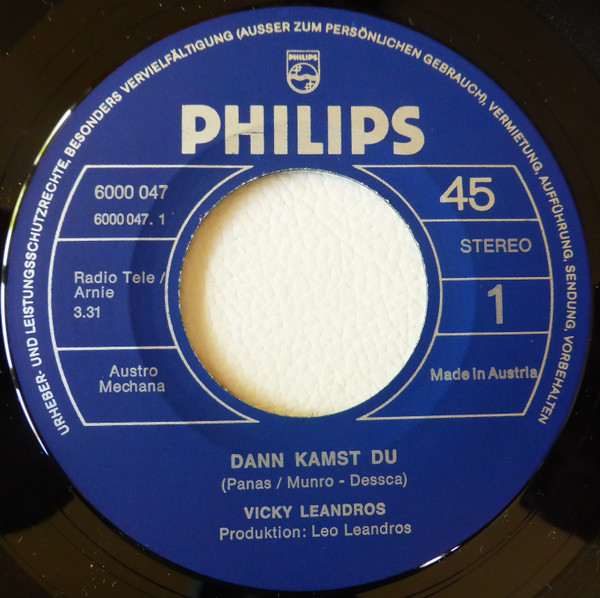 URHEBER- UND LEISTUNGSSCHUTZRECHTE, BESONDERS VERVIELFÄLTIGUNG (AUSSER ZUM PERSÖNLICHEN GEBRAUCH), VERMIETUNG, AUFFÜHRUNG, SENDUNG, VORBEHALTEN
PHILIPS
PHILIPS
6000 047
6000 047. 1
45
STEREO
Radio Tele /
Arnie
3.31
1
Austro
Mechana
Made in Austria
DANN KAMST DU
(Panas / Munro - Dessca)
VICKY LEANDROS
Produktion: Leo Leandros